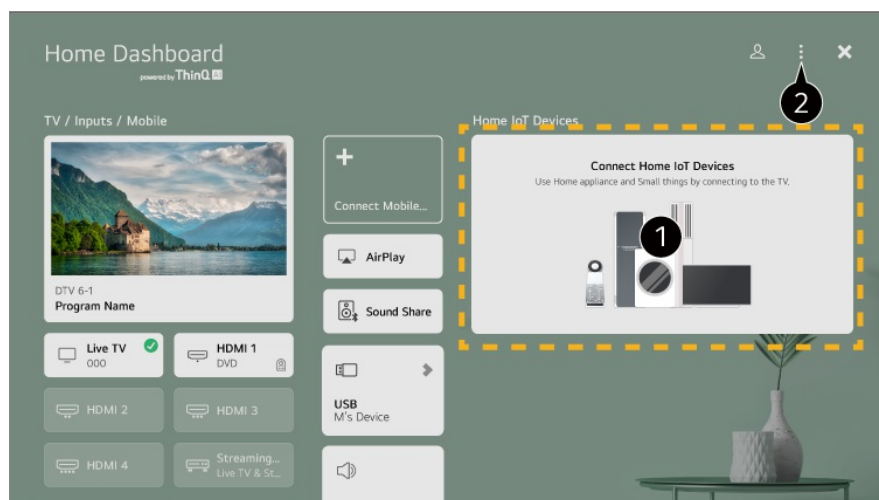 Home Dashboard
powered by ThinQ AI
2
TV / Inputs / Mobile
Home IoT Devices
Connect Home IoT Devices
Use Home appliance and Small things by connecting to the TV.
1
DTV 6-1
Program Name
Connect Mobile...
AirPlay
Sound Share
Live TV
000
HDMI 1
DVD
USB
M's Device
HDMI 2
HDMI 3
HDMI 4
Streaming...
Live TV & St...